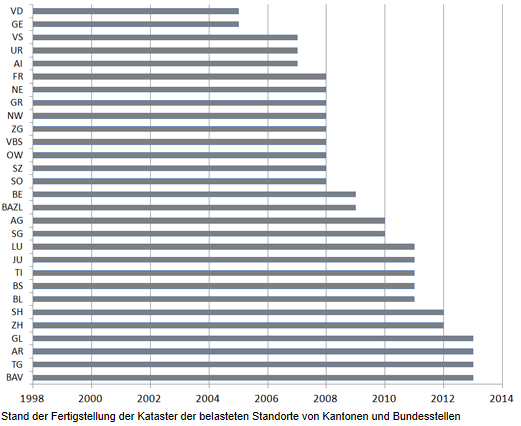 VD
GE
VS
UR
AI
FR
NE
GR
NW
ZG
VBS
OW
SZ
SO
BE
BAZL
AG
SG
LU
JU
TI
BS
BL
SH
ZH
GL
AR
TG
BAV
1998 2000 2002 2004 2006 2008 2010 2012 2014
Stand der Fertigstellung der Kataster der belasteten Standorte von Kantonen und Bundesstellen